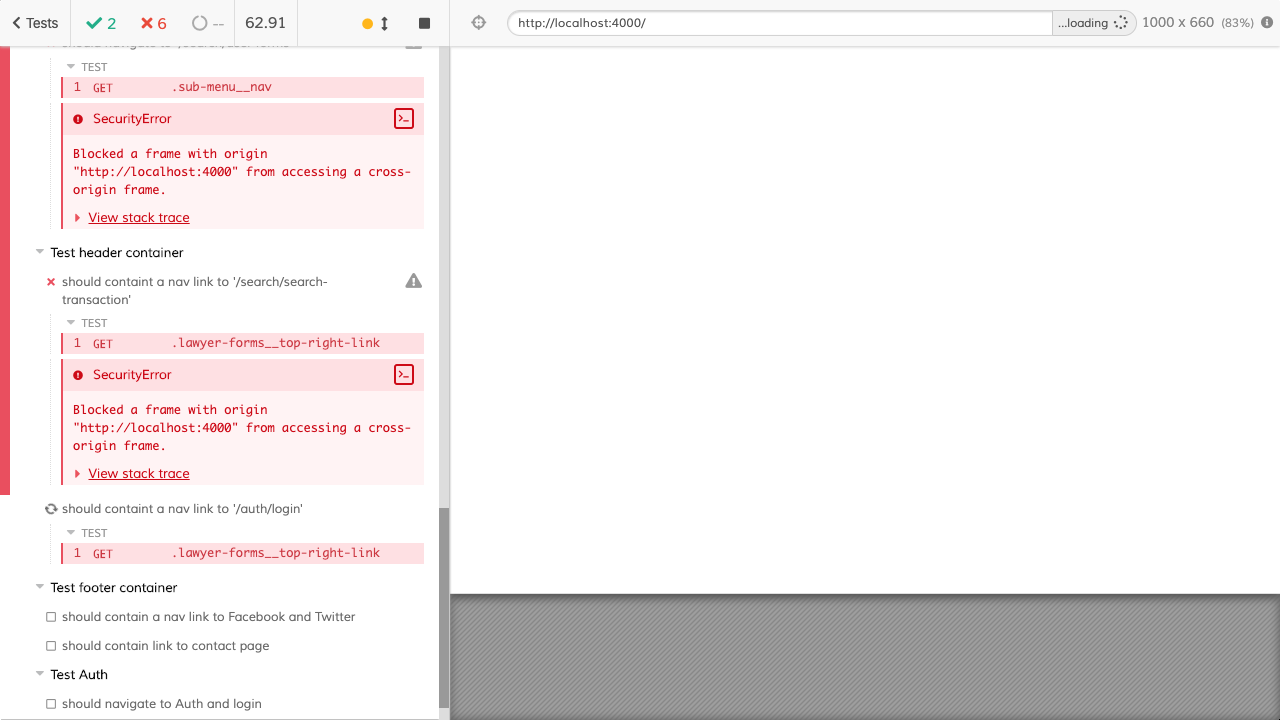 Tests
2
6
--
62.91
http://localhost:4000/
...loading
1000 x 660 (83%)
TEST
1 GET .sub-menu__nav
SecurityError
Blocked a frame with origin
"http://localhost:4000" from accessing a cross-
origin frame.
View stack trace
Test header container
should containt a nav link to '/search/search-
transaction'
TEST
1 GET .lawyer-forms__top-right-link
SecurityError
Blocked a frame with origin
"http://localhost:4000" from accessing a cross-
origin frame.
View stack trace
should containt a nav link to '/auth/login'
TEST
1 GET .lawyer-forms__top-right-link
Test footer container
should contain a nav link to Facebook and Twitter
should contain link to contact page
Test Auth
should navigate to Auth and login